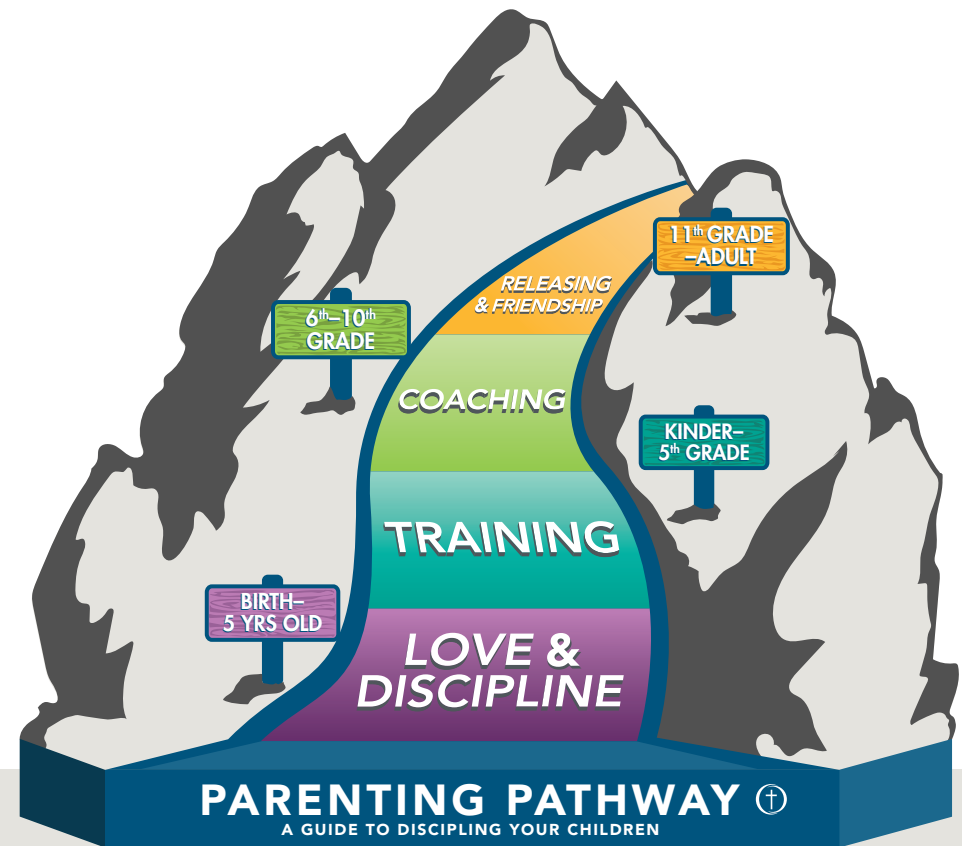 11th GRADE
–ADULT
RELEASING
& FRIENDSHIP
6th–10th
GRADE
COACHING
KINDER–
5th GRADE
TRAINING
BIRTH–
5 YRS OLD
LOVE &
DISCIPLINE
PARENTING PATHWAY
A GUIDE TO DISCIPLING YOUR CHILDREN